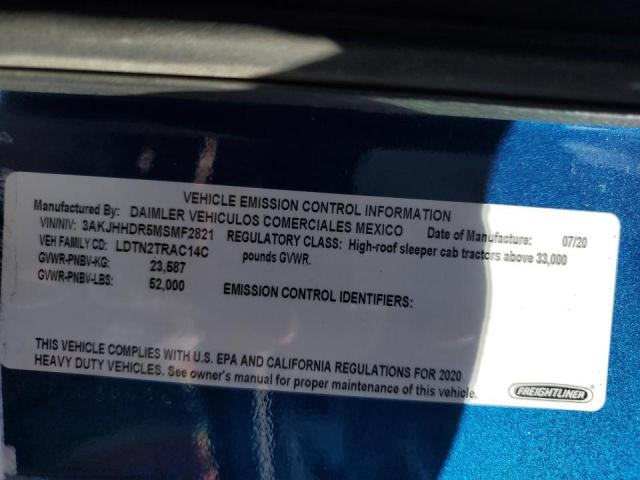 VEHICLE EMISSION CONTROL INFORMATION
Manufactured By: DAIMLER VEHICULOS COMERCIALES MEXICO Date of Manufacture: 07/20
VIN/NIV: 3AKJHHDR5MSMF2821 REGULATORY CLASS: High-roof sleeper cab tractors above 33,000
VEH FAMILY CD: LDTN2TRAC14C pounds GVWR.
GVWR-PNBV-KG: 23,587
GVWR-PNBV-LBS: 52,000 EMISSION CONTROL IDENTIFIERS:
THIS VEHICLE COMPLIES WITH U.S. EPA AND CALIFORNIA REGULATIONS FOR 2020
HEAVY DUTY VEHICLES. See owner's manual for proper maintenance of this vehicle.
FREIGHTLINER